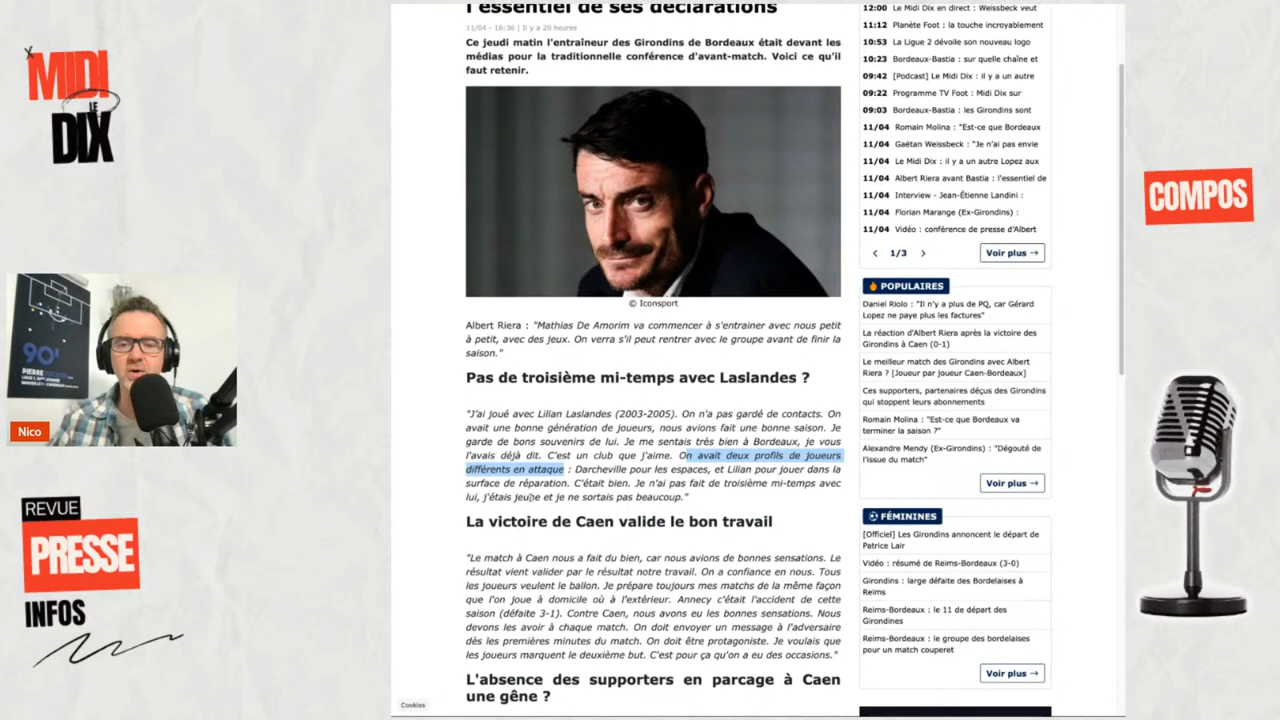 MIDI
LE
DIX
90'
Nico
REVUE
PRESSE
INFOS
l'essentiel de ses déclarations
11/04 - 16:36 | Il y a 20 heures
Ce jeudi matin l'entraîneur des Girondins de Bordeaux était devant les
médias pour la traditionnelle conférence d'avant-match. Voici ce qu'il
faut retenir.
© Iconsport
Albert Riera : "Mathias De Amorim va commencer à s'entrainer avec nous petit
à petit, avec des jeux. On verra s'il peut rentrer avec le groupe avant de finir la
saison."
Pas de troisième mi-temps avec Laslandes ?
"J'ai joué avec Lilian Laslandes (2003-2005). On n'a pas gardé de contacts. On
avait une bonne génération de joueurs, nous avions fait une bonne saison. Je
garde de bons souvenirs de lui. Je me sentais très bien à Bordeaux, je vous
l'avais déjà dit. C'est un club que j'aime. On avait deux profils de joueurs
différents en attaque : Darcheville pour les espaces, et Lilian pour jouer dans la
surface de réparation. C'était bien. Je n'ai pas fait de troisième mi-temps avec
lui, j'étais jeune et je ne sortais pas beaucoup."
La victoire de Caen valide le bon travail
"Le match à Caen nous a fait du bien, car nous avions de bonnes sensations. Le
résultat vient valider par le résultat notre travail. On a confiance en nous. Tous
les joueurs veulent le ballon. Je prépare toujours mes matchs de la même façon
que l'on joue à domicile où à l'extérieur. Annecy c'était l'accident de cette
saison (défaite 3-1). Contre Caen, nous avons eu les bonnes sensations. Nous
devons les avoir à chaque match. On doit envoyer un message à l'adversaire
dès les premières minutes du match. On doit être protagoniste. Je voulais que
les joueurs marquent le deuxième but. C'est pour ça qu'on a eu des occasions."
L'absence des supporters en parcage à Caen
une gêne ?
Cookies
12:00 Le Midi Dix en direct : Weissbeck veut
11:12 Planète Foot : la touche incroyablement
10:53 La Ligue 2 dévoile son nouveau logo
10:23 Bordeaux-Bastia : sur quelle chaîne et
09:42 [Podcast] Le Midi Dix : il y a un autre
09:22 Programme TV Foot : Midi Dix sur
09:03 Bordeaux-Bastia : les Girondins sont
11/04 Romain Molina : "Est-ce que Bordeaux
11/04 Gaëtan Weissbeck : "Je n'ai pas envie
11/04 Le Midi Dix : il y a un autre Lopez aux
11/04 Albert Riera avant Bastia : l'essentiel de
11/04 Interview - Jean-Étienne Landini :
11/04 Florian Marange (Ex-Girondins) :
11/04 Vidéo : conférence de presse d'Albert
1/3
Voir plus →
POPULAIRES
Daniel Riolo : "Il n'y a plus de PQ, car Gérard
Lopez ne paye plus les factures"
La réaction d'Albert Riera après la victoire des
Girondins à Caen (0-1)
Le meilleur match des Girondins avec Albert
Riera ? [Joueur par joueur Caen-Bordeaux]
Ces supporters, partenaires déçus des Girondins
qui stoppent leurs abonnements
Romain Molina : "Est-ce que Bordeaux va
terminer la saison ?"
Alexandre Mendy (Ex-Girondins) : "Dégouté de
l'issue du match"
Voir plus →
FÉMININES
[Officiel] Les Girondins annoncent le départ de
Patrice Lair
Vidéo : résumé de Reims-Bordeaux (3-0)
Girondins : large défaite des Bordelaises à
Reims
Reims-Bordeaux : le 11 de départ des
Girondines
Reims-Bordeaux : le groupe des bordelaises
pour un match couperet
Voir plus →
COMPOS